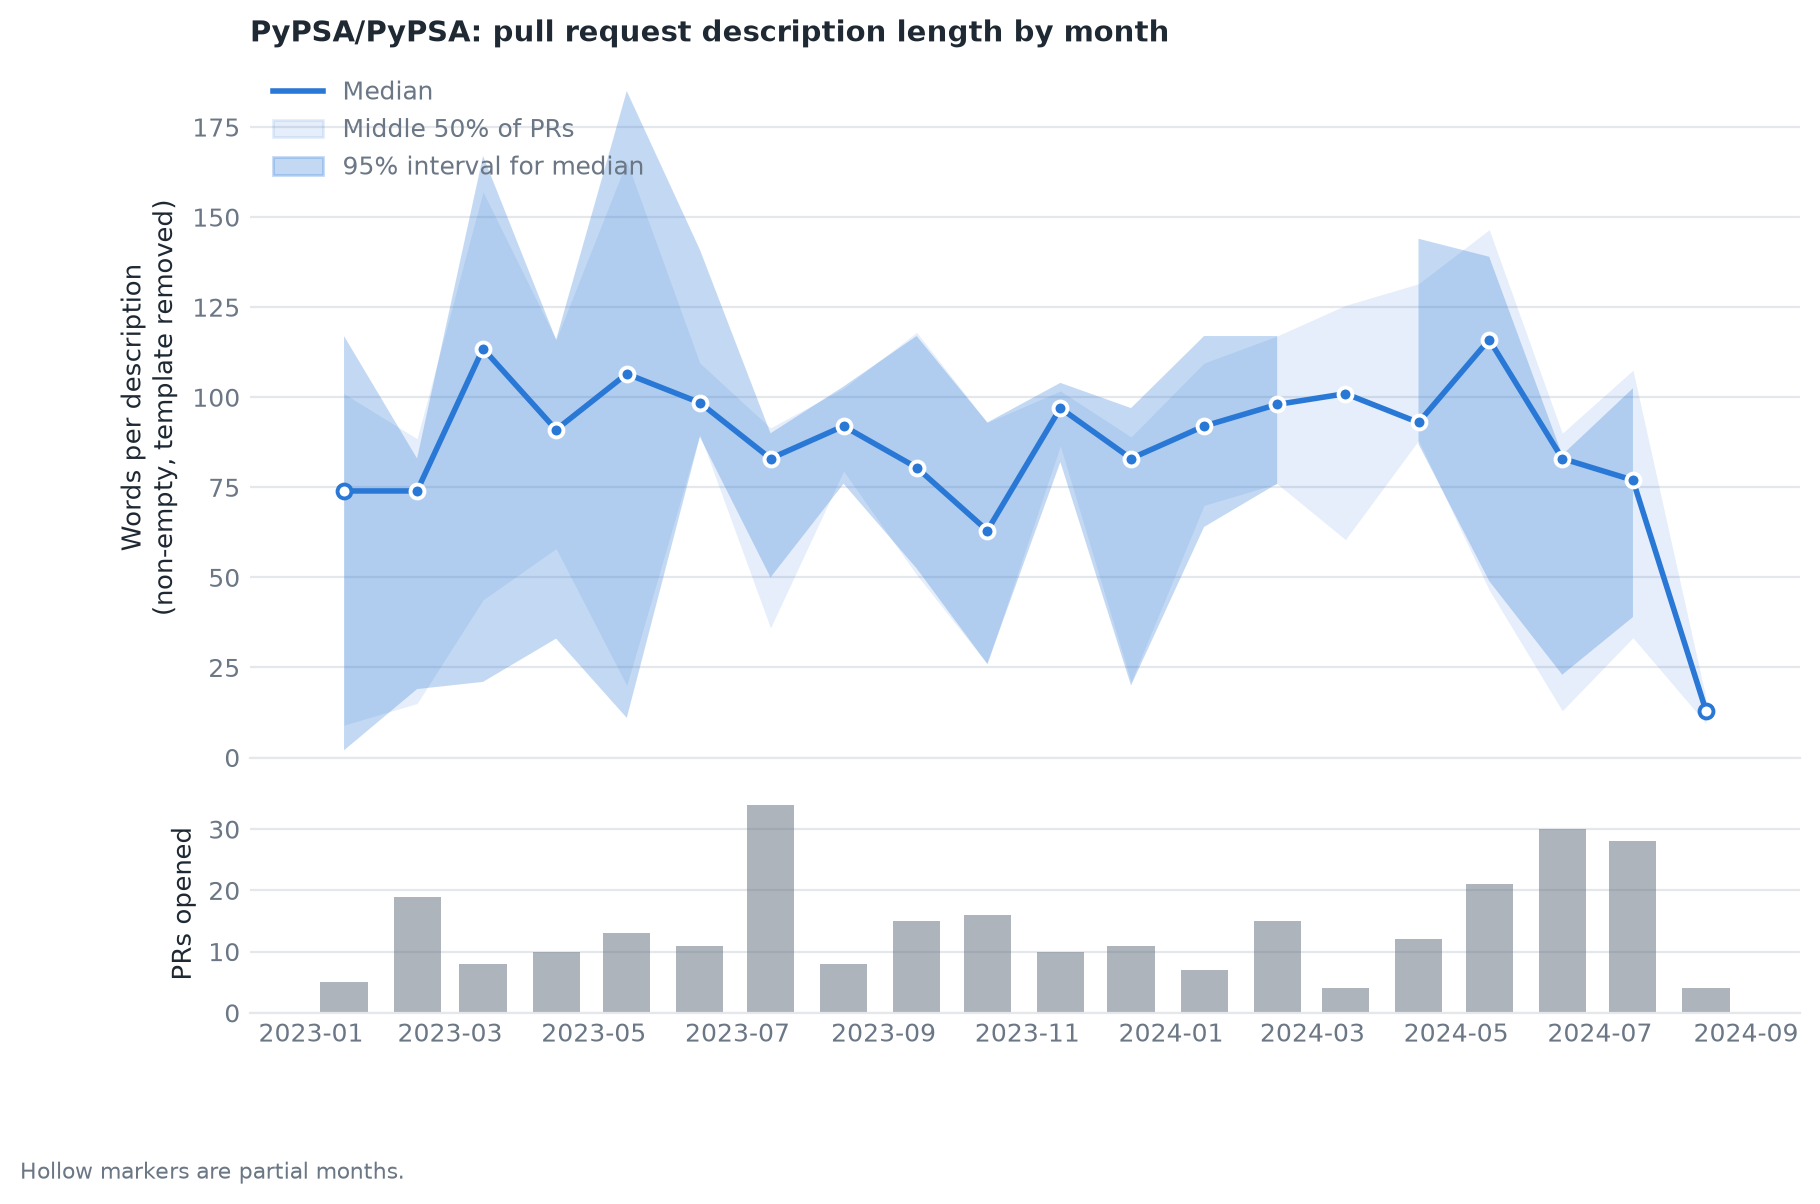 PyPSA/PyPSA: pull request description length by month
Median
Middle 50% of PRs
95% interval for median
Words per description
(non-empty, template removed)
175
150
125
100
75
50
25
0
PRs opened
30
20
10
0
2023-01 2023-03 2023-05 2023-07 2023-09 2023-11 2024-01 2024-03 2024-05 2024-07 2024-09
Hollow markers are partial months.